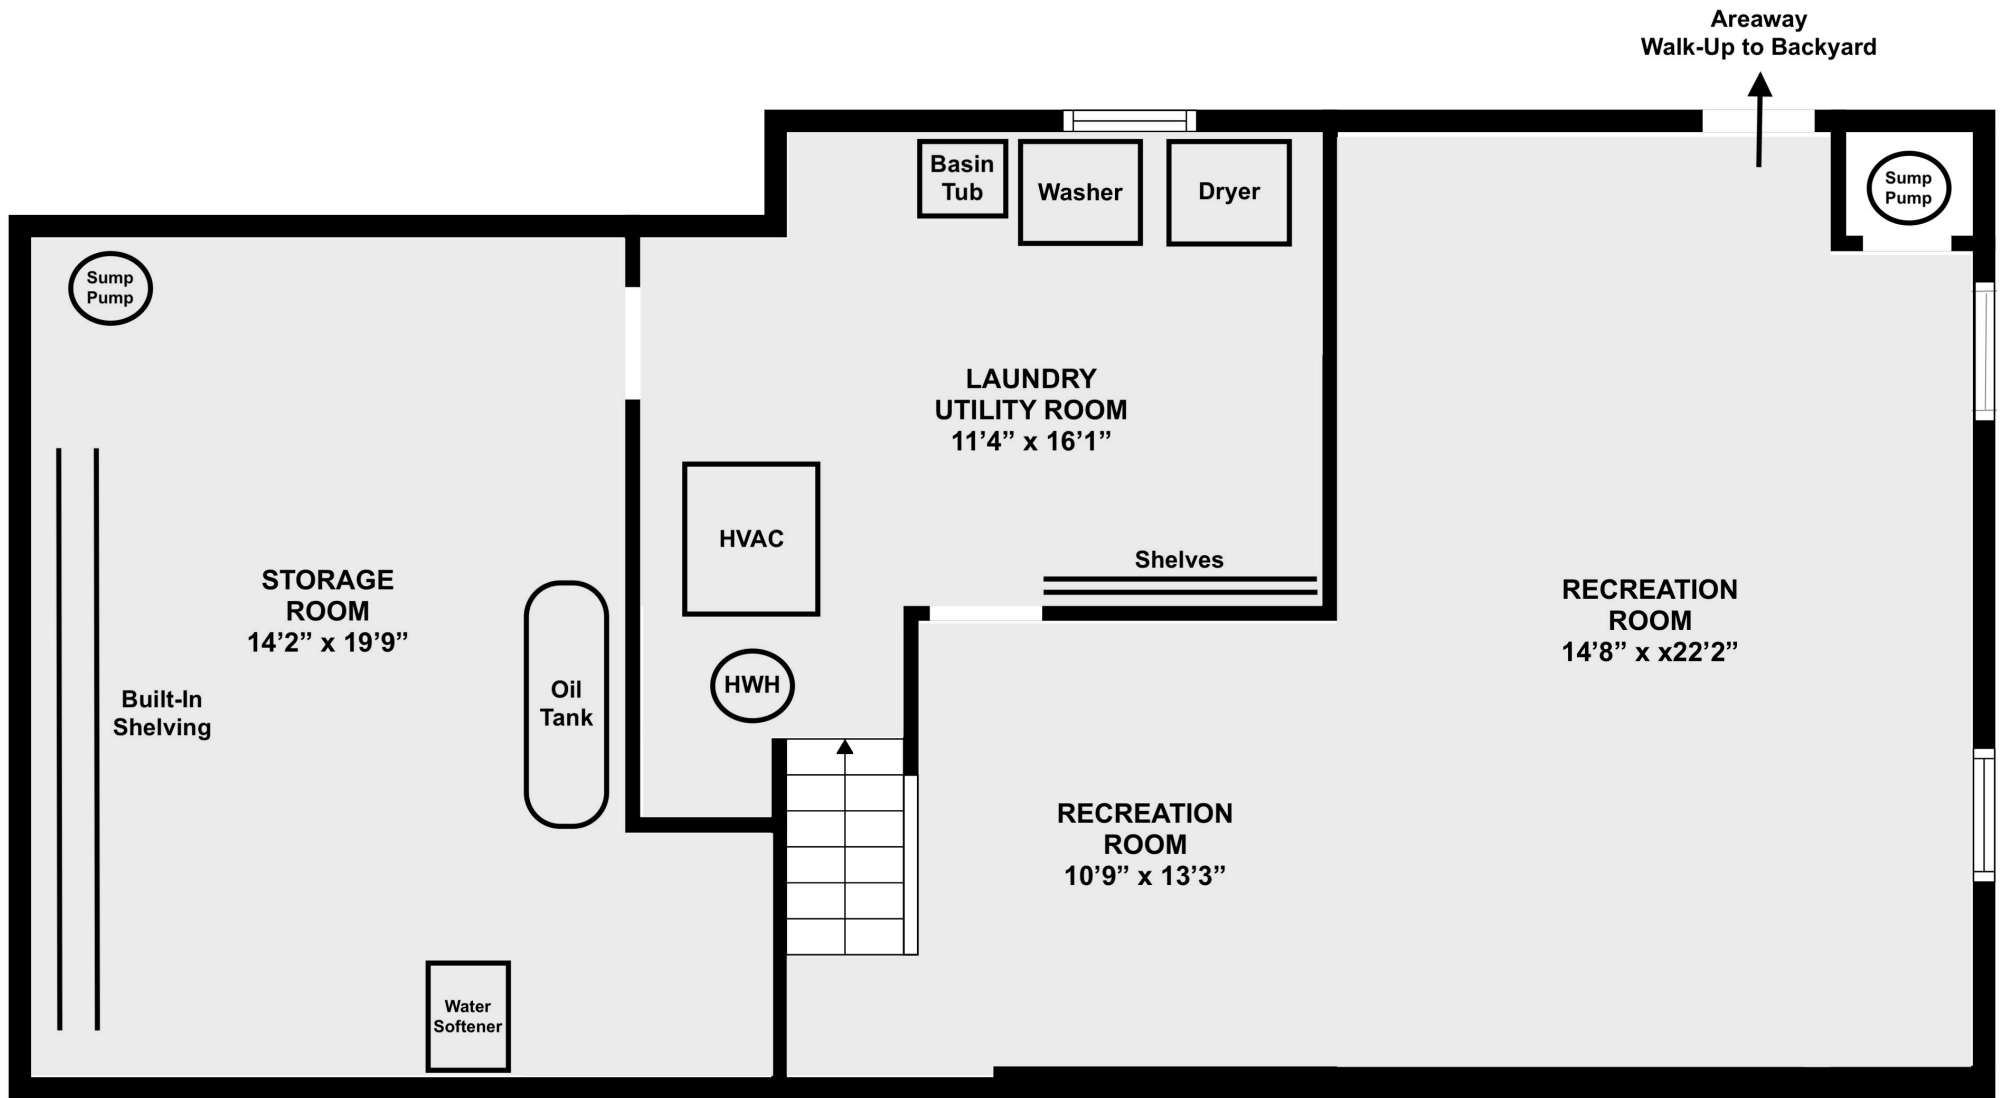 Areaway
Walk-Up to Backyard
Basin
Tub
Washer
Dryer
Sump
Pump
Sump
Pump
LAUNDRY
UTILITY ROOM
11’4” x 16’1”
HVAC
Shelves
STORAGE
ROOM
14’2” x 19’9”
RECREATION
ROOM
14’8” x x22’2”
Built-In
Shelving
Oil
Tank
HWH
RECREATION
ROOM
10’9” x 13’3”
Water
Softener